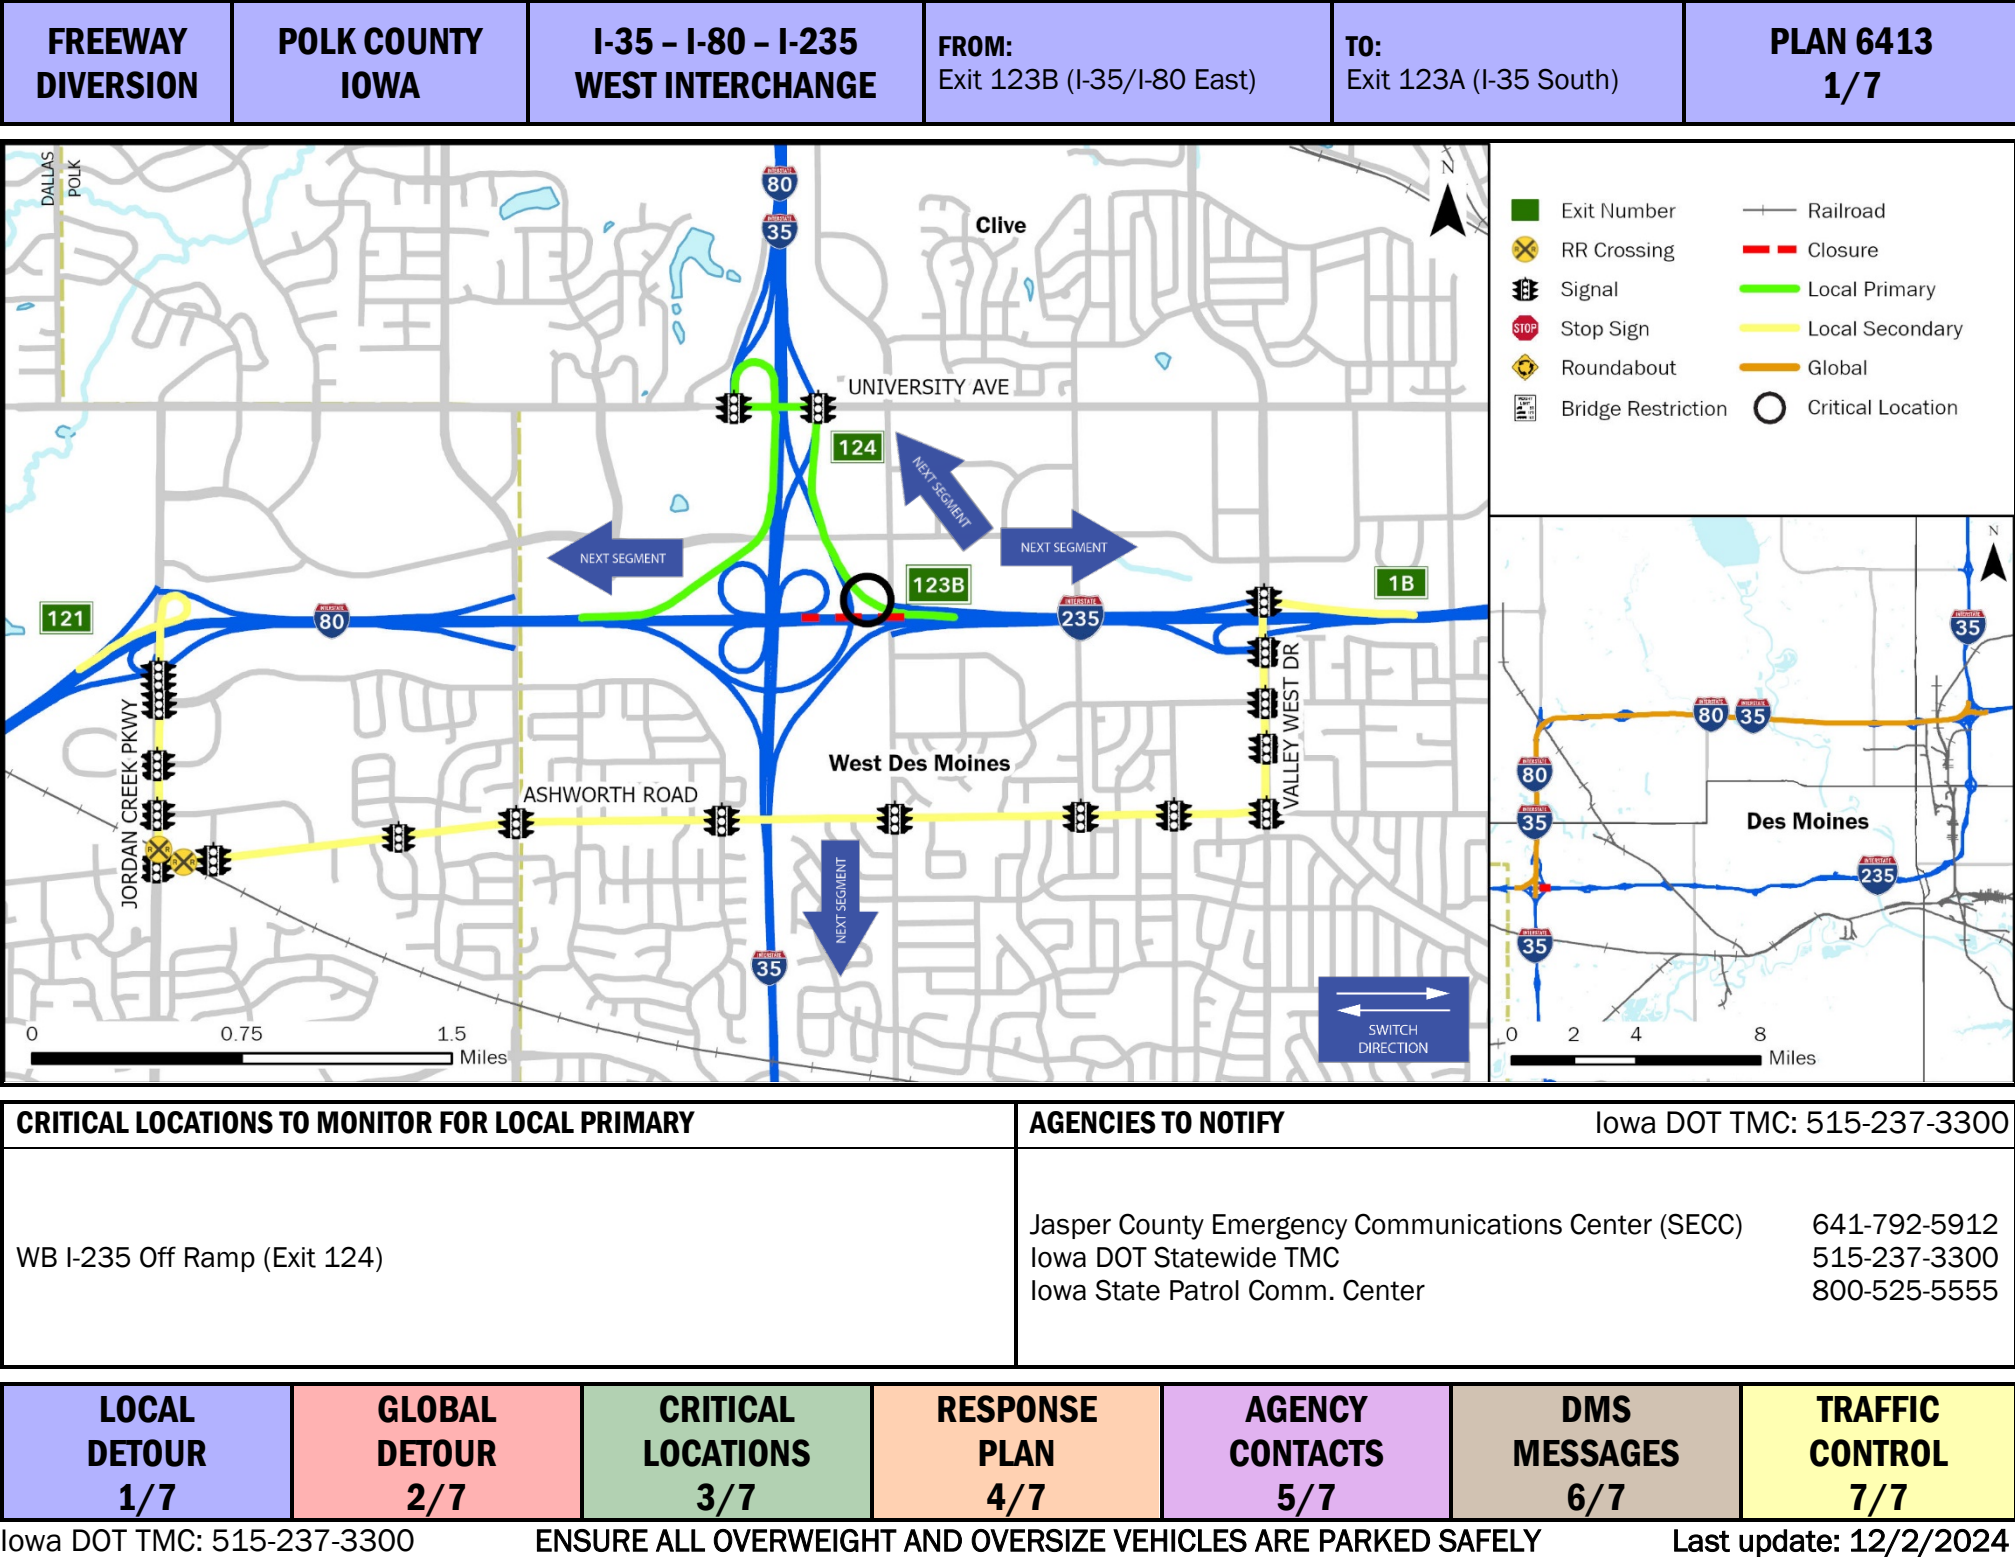 FREEWAY
DIVERSION
POLK COUNTY
IOWA
I-35 – I-80 – I-235
WEST INTERCHANGE
FROM:
Exit 123B (I-35/I-80 East)
TO:
Exit 123A (I-35 South)
PLAN 6413
1/7
DALLAS
POLK
80
35
Clive
N
UNIVERSITY AVE
124
NEXT SEGMENT
NEXT SEGMENT
NEXT SEGMENT
123B
1B
121
80
235
JORDAN CREEK PKWY
VALLEY WEST DR
West Des Moines
ASHWORTH ROAD
NEXT SEGMENT
35
SWITCH
DIRECTION
0 0.75 1.5
Miles
Exit Number
RR Crossing
Signal
STOP
Stop Sign
Roundabout
Bridge Restriction
Railroad
Closure
Local Primary
Local Secondary
Global
Critical Location
N
35
80 35
80
35
Des Moines
235
35
0 2 4 8
Miles
CRITICAL LOCATIONS TO MONITOR FOR LOCAL PRIMARY
WB I-235 Off Ramp (Exit 124)
AGENCIES TO NOTIFY Iowa DOT TMC: 515-237-3300
Jasper County Emergency Communications Center (SECC) 641-792-5912
Iowa DOT Statewide TMC 515-237-3300
Iowa State Patrol Comm. Center 800-525-5555
LOCAL
DETOUR
1/7
GLOBAL
DETOUR
2/7
CRITICAL
LOCATIONS
3/7
RESPONSE
PLAN
4/7
AGENCY
CONTACTS
5/7
DMS
MESSAGES
6/7
TRAFFIC
CONTROL
7/7
Iowa DOT TMC: 515-237-3300 ENSURE ALL OVERWEIGHT AND OVERSIZE VEHICLES ARE PARKED SAFELY Last update: 12/2/2024